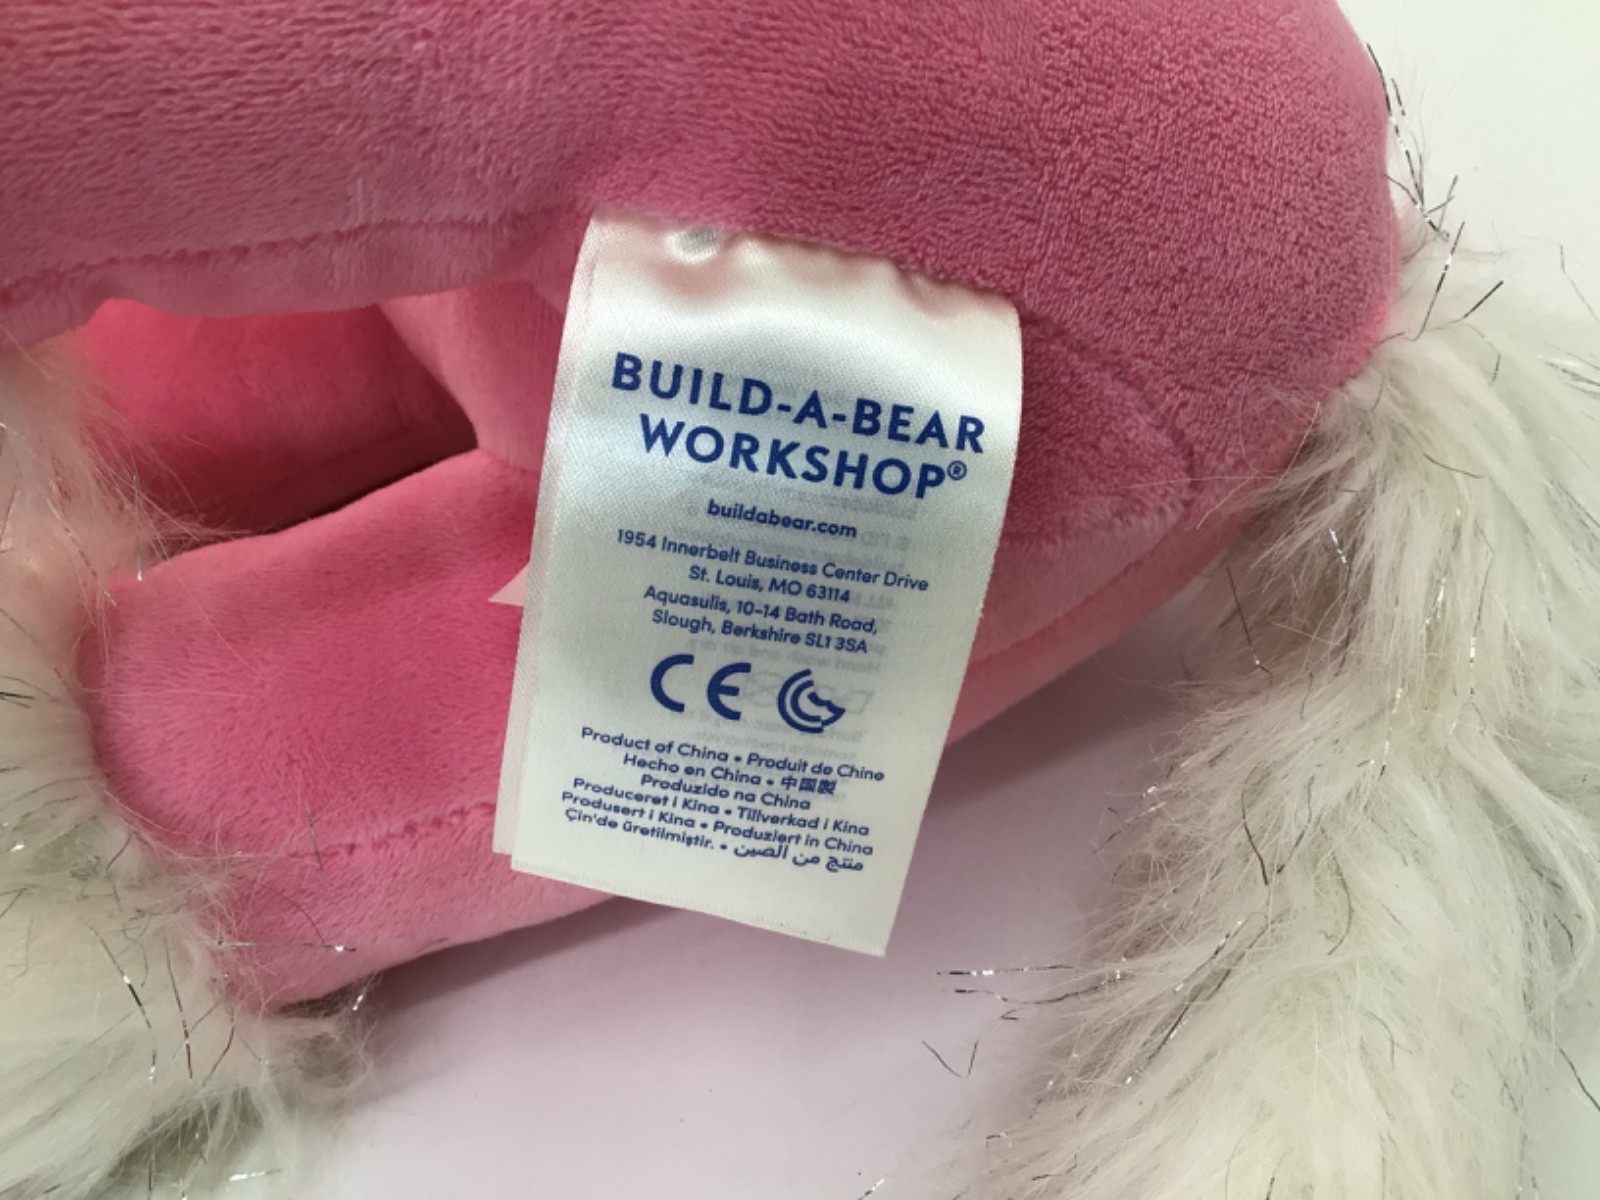 BUILD-A-BEAR
WORKSHOP®
buildabear.com
1954 Innerbelt Business Center Drive
St. Louis, MO 63114
Aquasulis, 10-14 Bath Road,
Slough, Berkshire SL1 3SA
CE
Product of China • Produit de Chine
Hecho en China • 中国製
Produzido na China
Produceret i Kina • Tillverkad i Kina
Produsert i Kina • Produziert in China
Çin'de üretilmiştir. • منتج من الصين